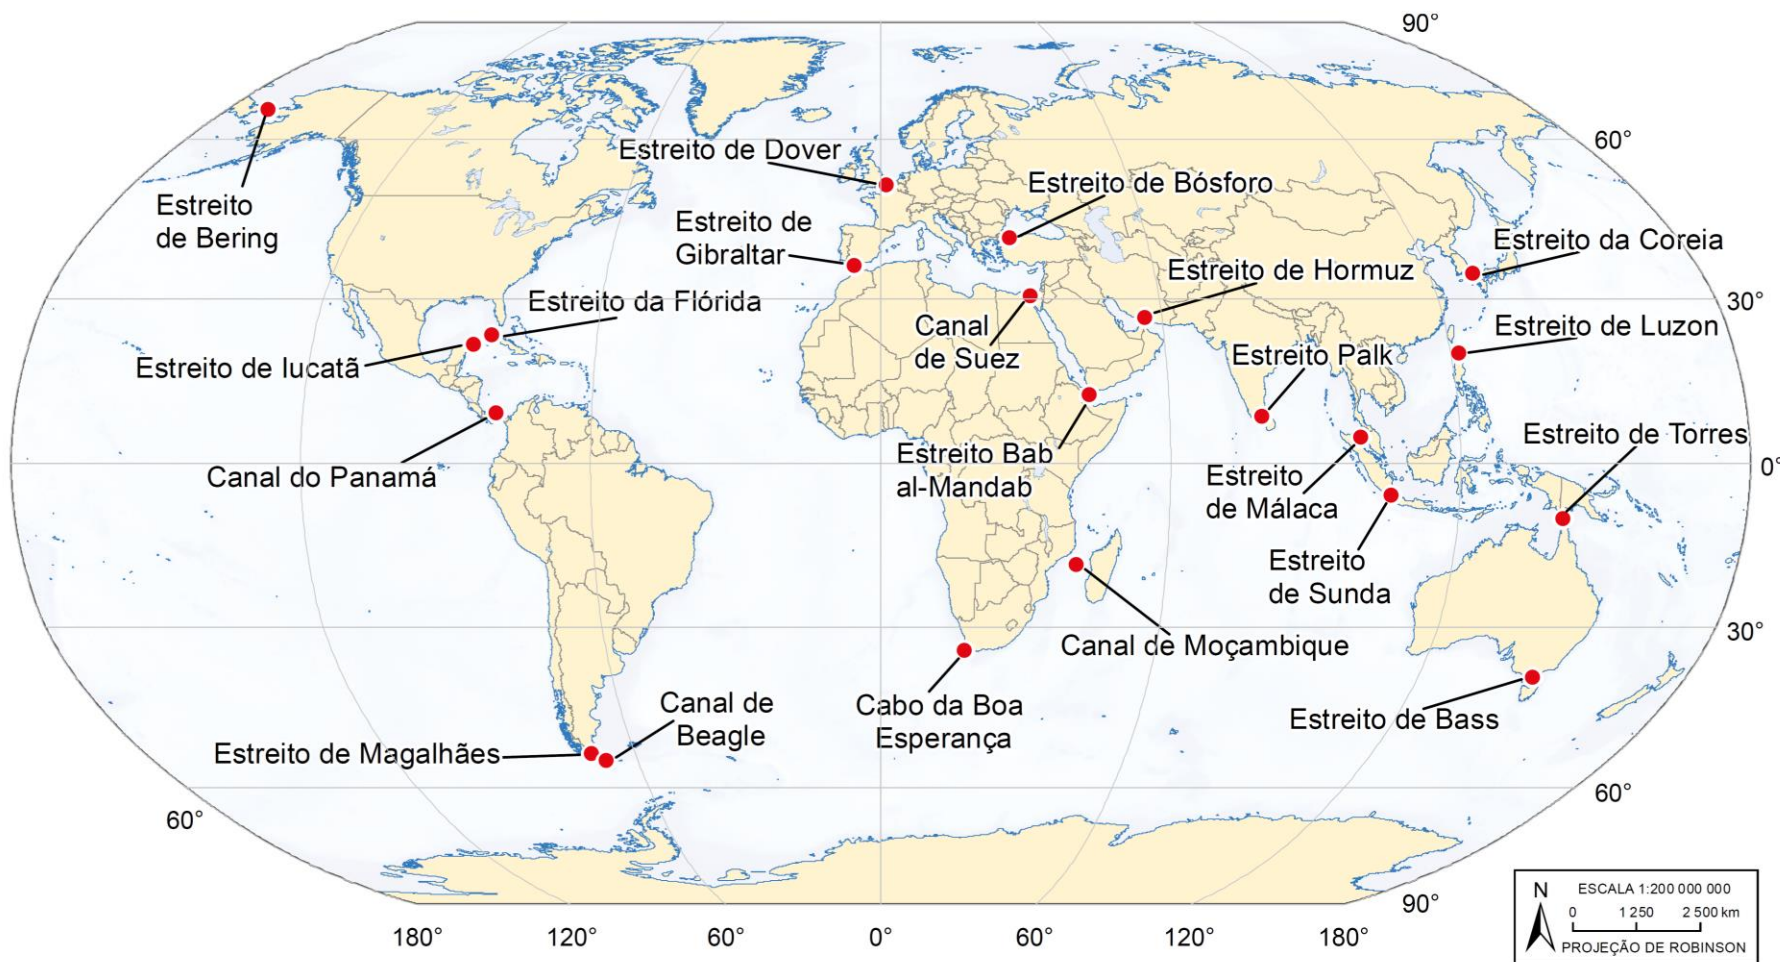 90°
60°
Estreito de Dover
Estreito de Bósforo
Estreito
de Bering
Estreito de
Gibraltar
Estreito da Coreia
Estreito de Hormuz
30°
Estreito da Flórida
Canal
de Suez
Estreito de Luzon
Estreito Palk
Estreito de Iucatã
Estreito de Torres
Estreito Bab
al-Mandab
0°
Canal do Panamá
Estreito
de Málaca
Estreito
de Sunda
30°
Canal de Moçambique
Canal de
Beagle
Cabo da Boa
Esperança
Estreito de Bass
Estreito de Magalhães
60°
60°
90°
180°
120°
60°
0°
60°
120°
180°
N
ESCALA 1:200 000 000
0 1 250 2 500 km
PROJEÇÃO DE ROBINSON